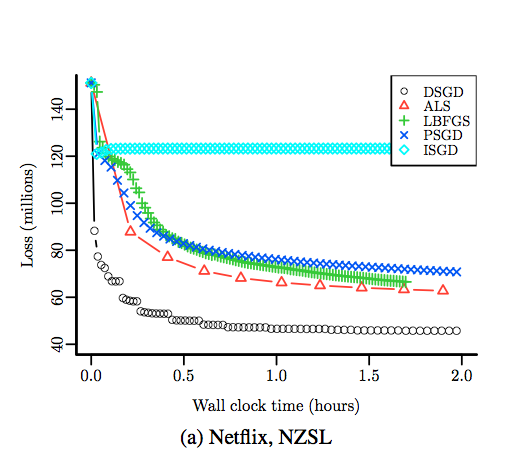 DSGD
ALS
LBFGS
PSGD
ISGD
Loss (millions)
140
120
100
80
60
40
0.0 0.5 1.0 1.5 2.0
Wall clock time (hours)
(a) Netflix, NZSL